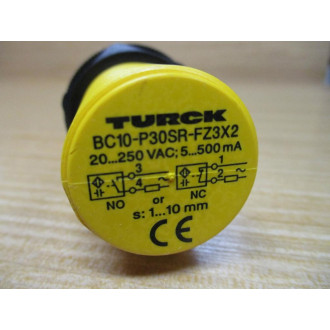 TURCK
BC10-P30SR-FZ3X2
20...250 VAC; 5...500 mA
3 1
4 2
NO or NC
s: 1...10 mm
CE